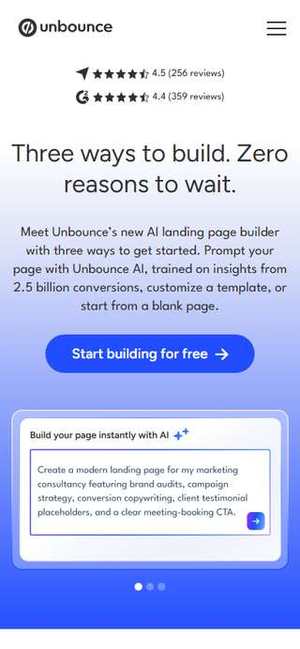 unbounce
4.5 (256 reviews)
4.4 (359 reviews)
Three ways to build. Zero
reasons to wait.
Meet Unbounce's new AI landing page builder
with three ways to get started. Prompt your
page with Unbounce AI, trained on insights from
2.5 billion conversions, customize a template, or
start from a blank page.
Start building for free →
Build your page instantly with AI
Create a modern landing page for my marketing
consultancy featuring brand audits, campaign
strategy, conversion copywriting, client testimonial
placeholders, and a clear meeting-booking CTA.